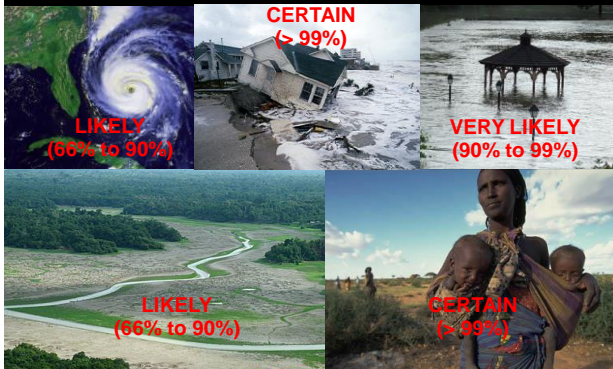 CERTAIN
(> 99%)
LIKELY
(66% to 90%)
VERY LIKELY
(90% to 99%)
LIKELY
(66% to 90%)
CERTAIN
(> 99%)